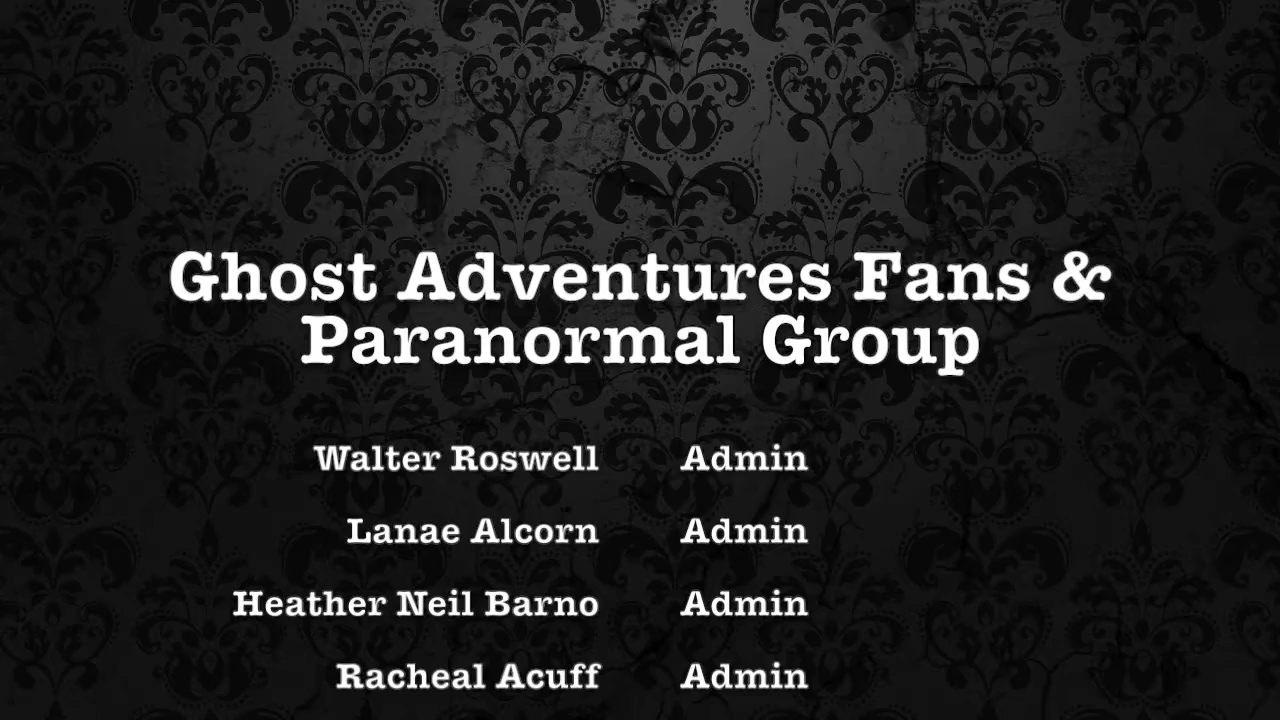 Ghost Adventures Fans &
Paranormal Group
Walter Roswell Admin
Lanae Alcorn Admin
Heather Neil Barno Admin
Racheal Acuff Admin